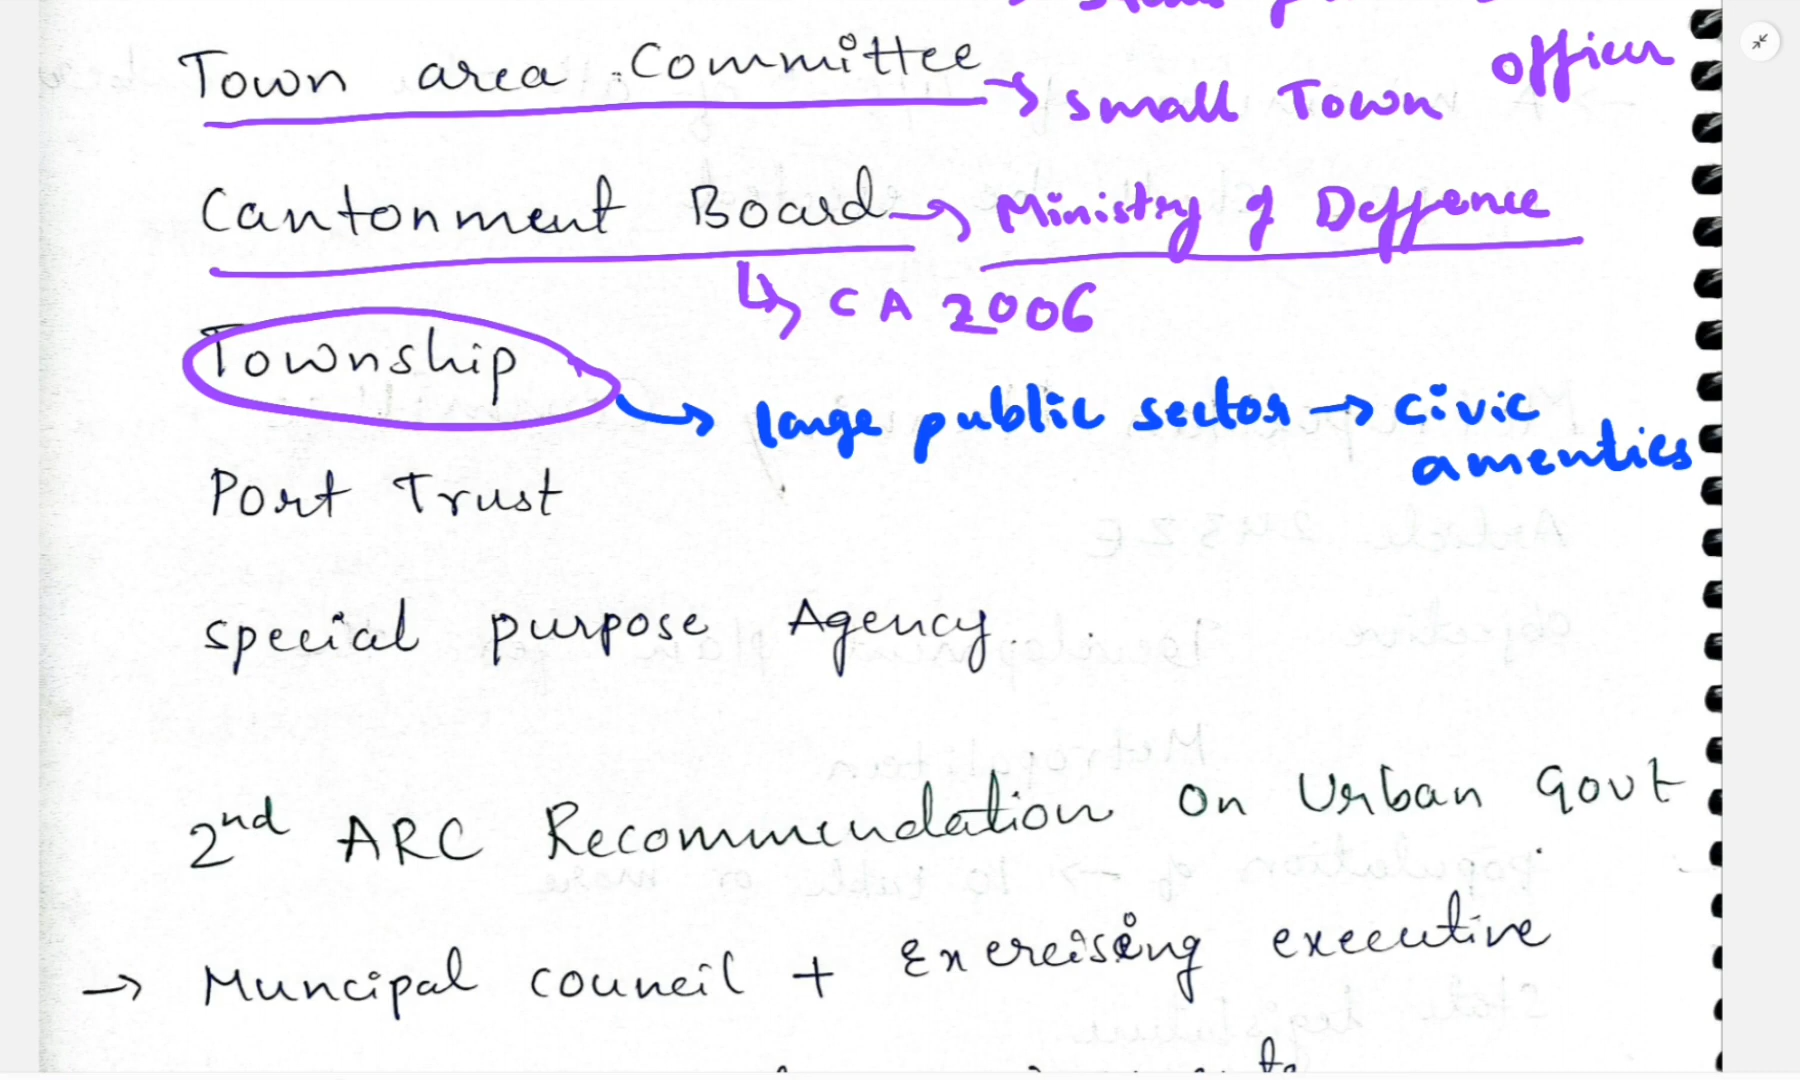 officer
Town area Committee → small Town
Cantonment Board → Ministry of Deffence
↳ CA 2006
Township → large public sector → civic
amenties
Port Trust
special purpose Agency.
2nd ARC Recommendation on Urban Govt
→ Muncipal council + Exercising executive